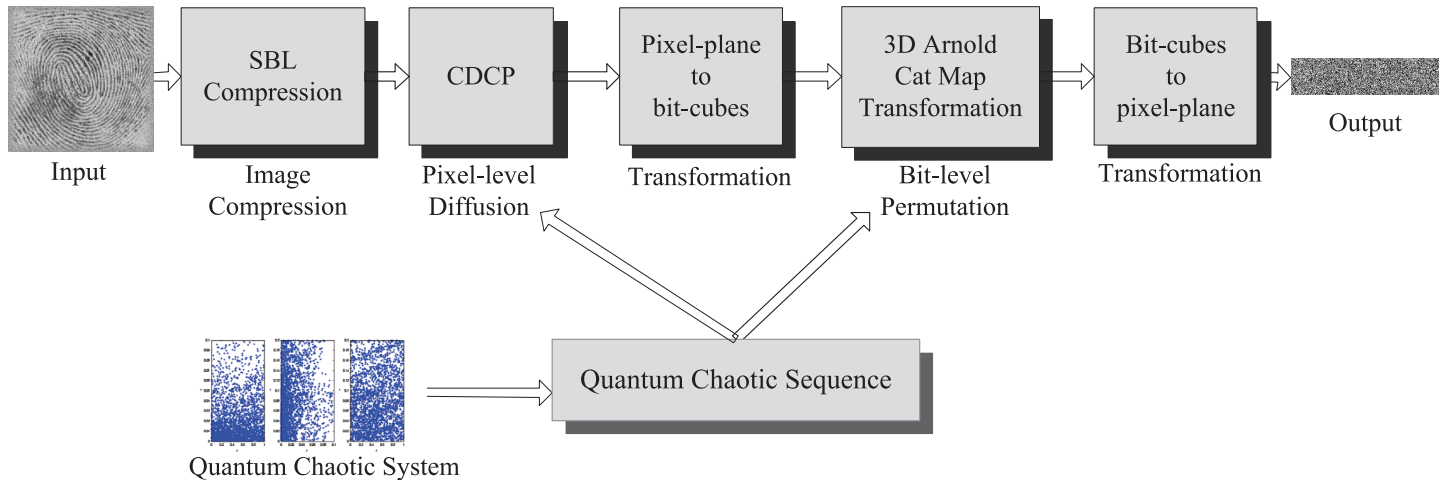 SBL
Compression
CDCP
Pixel-plane
to
bit-cubes
3D Arnold
Cat Map
Transformation
Bit-cubes
to
pixel-plane
Input
Image
Compression
Pixel-level
Diffusion
Transformation
Bit-level
Permutation
Transformation
Output
Quantum Chaotic Sequence
Quantum Chaotic System